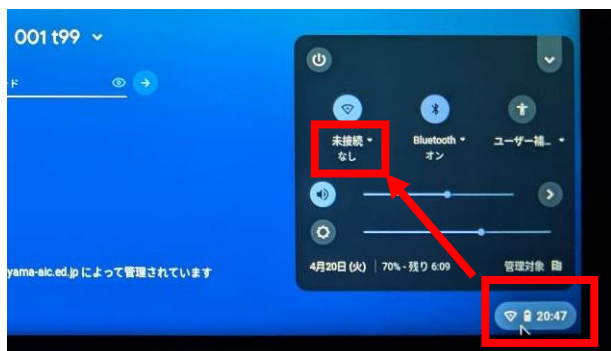 001 t99
ード
未接続
なし
Bluetooth
オン
ユーザー補...
4月20日 (火)
70% - 残り 6:09
管理対象
yama-aic.ed.jp によって管理されています
20:47